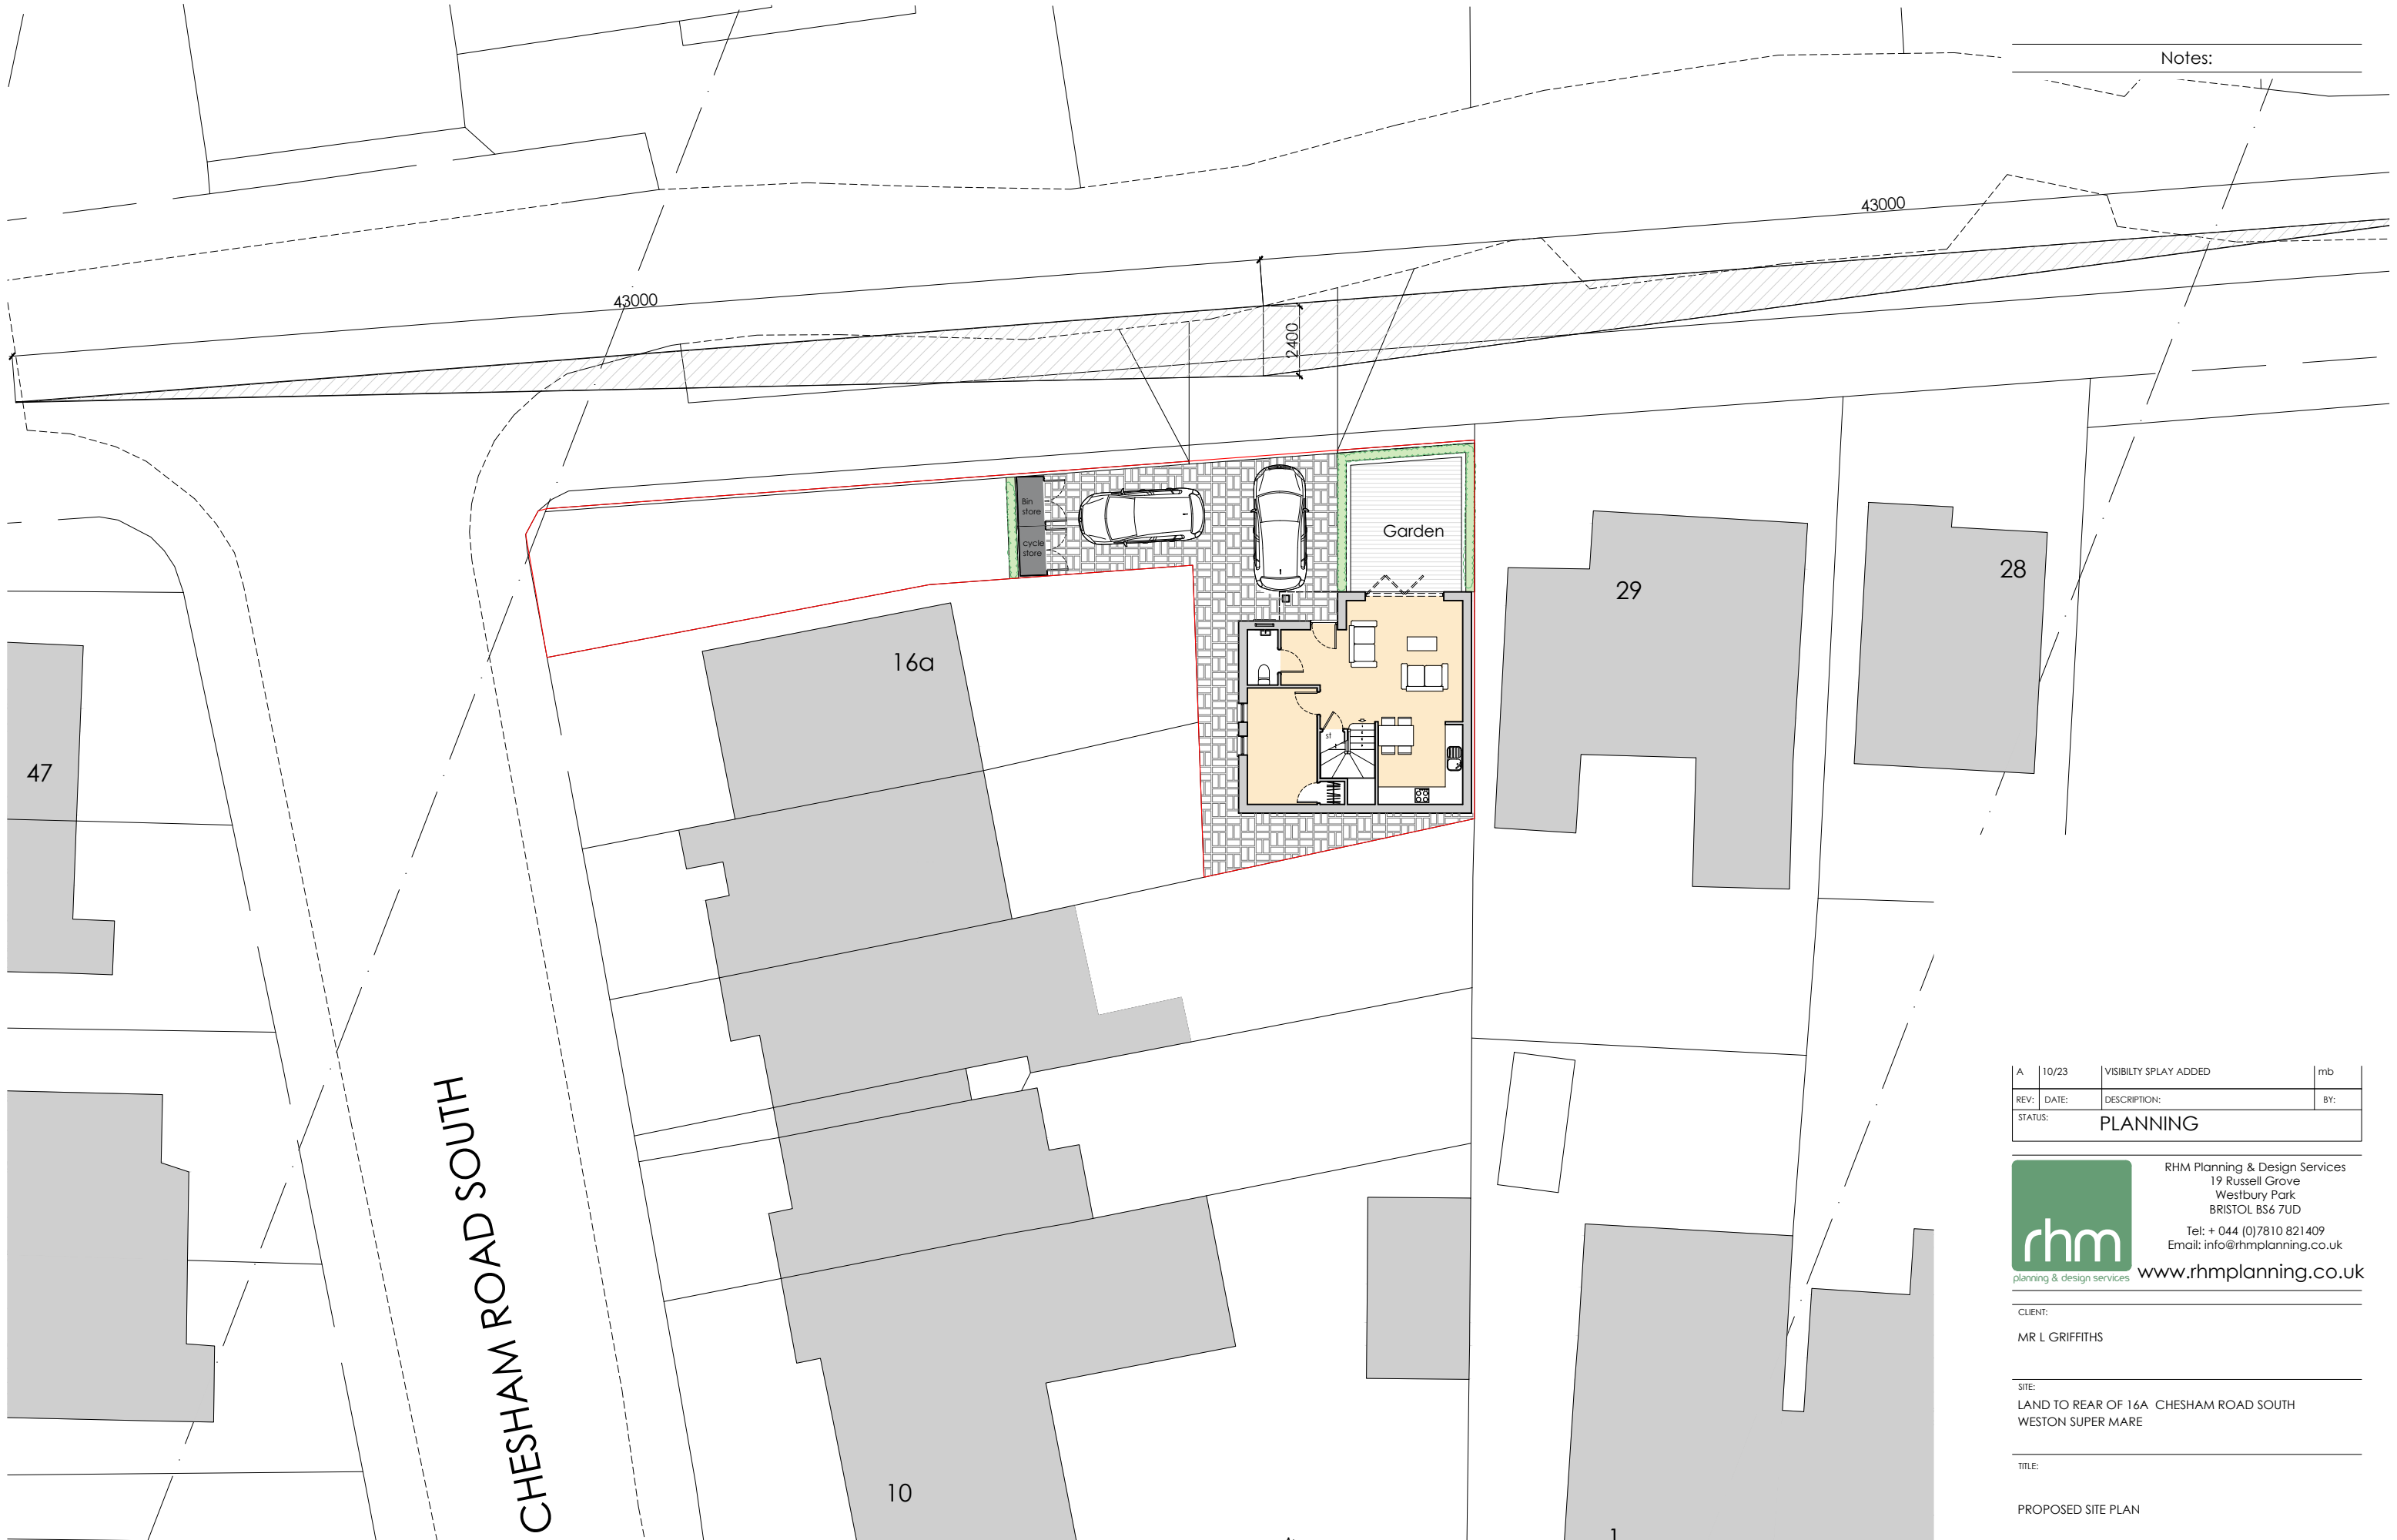 Notes:
43000
43000
2400
Bin
store
cycle
store
Garden
29
28
16a
st
47
CHESHAM ROAD SOUTH
10
1
A 10/23 VISIBILTY SPLAY ADDED mb
REV: DATE: DESCRIPTION: BY:
STATUS:
PLANNING
RHM Planning & Design Services
19 Russell Grove
Westbury Park
BRISTOL BS6 7UD
Tel: + 044 (0)7810 821409
Email: info@rhmplanning.co.uk
www.rhmplanning.co.uk
rhm
planning & design services
CLIENT:
MR L GRIFFITHS
SITE:
LAND TO REAR OF 16A CHESHAM ROAD SOUTH
WESTON SUPER MARE
TITLE:
PROPOSED SITE PLAN